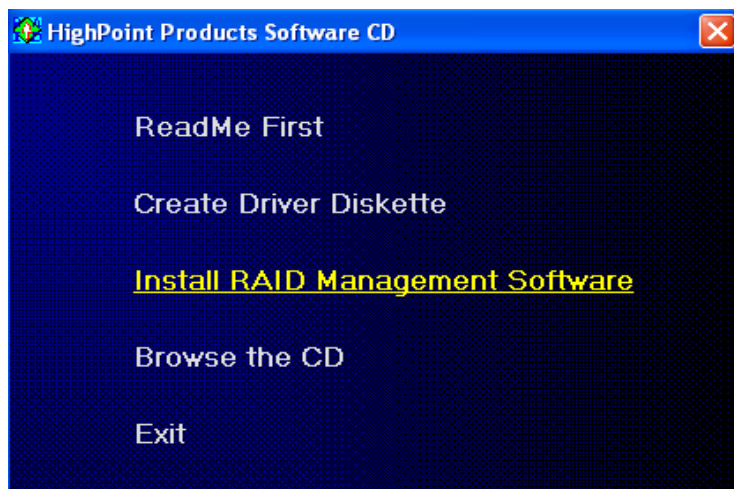 HighPoint Products Software CD
ReadMe First
Create Driver Diskette
Install RAID Management Software
Browse the CD
Exit